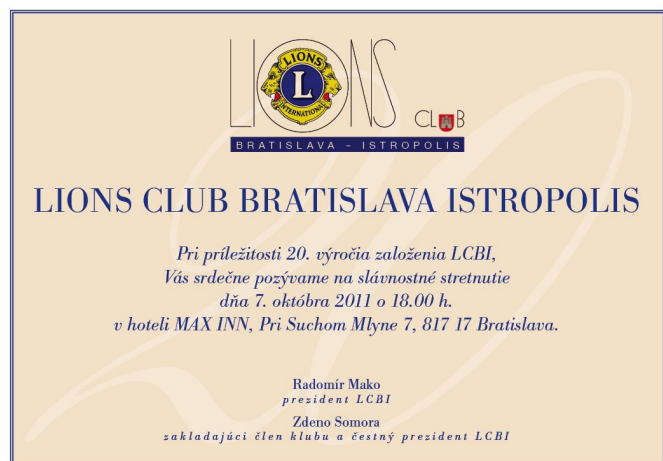 LIONS CLUB
LIONS
L
INTERNATIONAL
BRATISLAVA - ISTROPOLIS
LIONS CLUB BRATISLAVA ISTROPOLIS
Pri príležitosti 20. výročia založenia LCBI,
Vás srdečne pozývame na slávnostné stretnutie
dňa 7. októbra 2011 o 18.00 h.
v hoteli MAX INN, Pri Suchom Mlyne 7, 817 17 Bratislava.
Radomír Mako
prezident LCBI
Zdeno Somora
zakladajúci člen klubu a čestný prezident LCBI